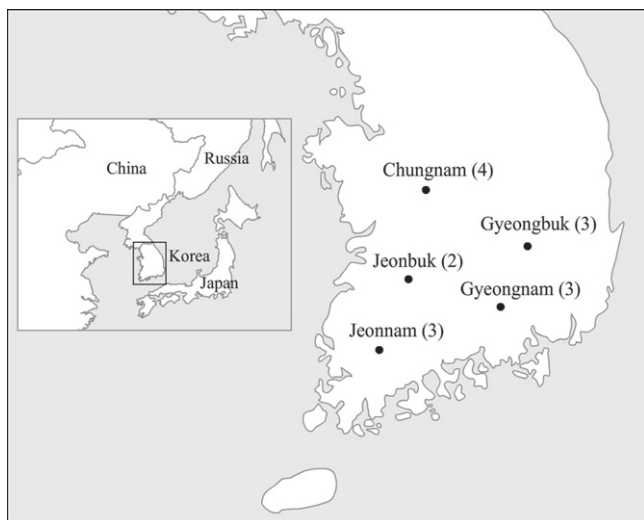 Chungnam (4)
Gyeongbuk (3)
Jeonbuk (2)
Gyeongnam (3)
Jeonnam (3)
China
Russia
Korea
Japan